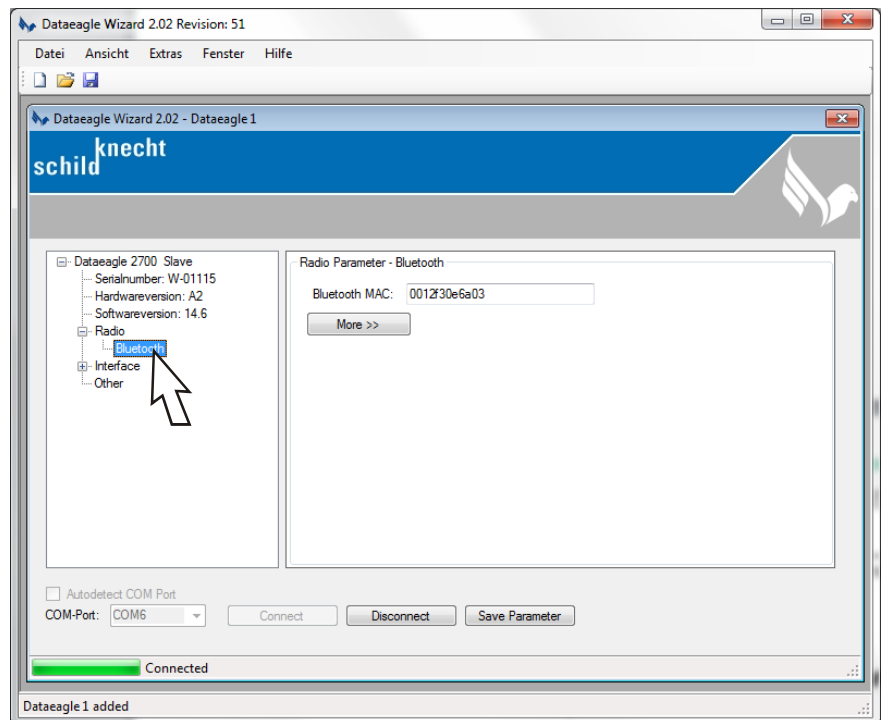 Dataeagle Wizard 2.02 Revision: 51
Datei Ansicht Extras Fenster Hilfe
Dataeagle Wizard 2.02 - Dataeagle 1
schildknecht
Dataeagle 2700 Slave
Serialnumber: W-01115
Hardwareversion: A2
Softwareversion: 14.6
Radio
Bluetooth
Interface
Other
Radio Parameter - Bluetooth
Bluetooth MAC: 0012f30e6a03
More >>
Autodetect COM Port
COM-Port: COM6 Connect Disconnect Save Parameter
Connected
Dataeagle 1 added